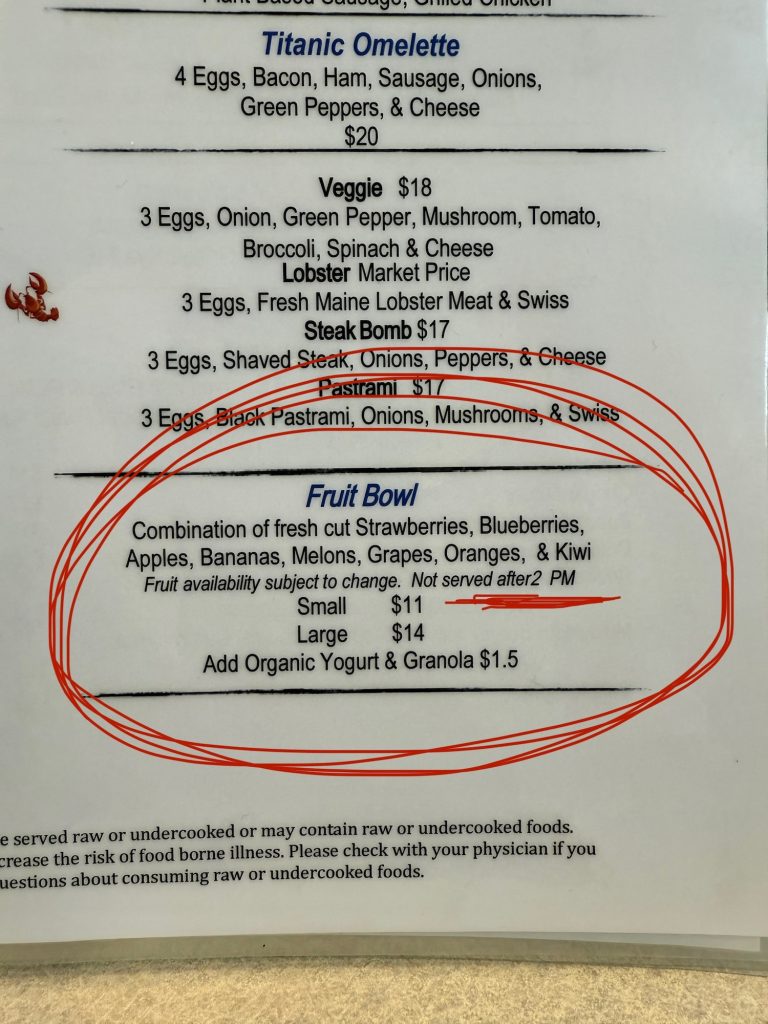 Plant Based Sausage, Grilled Chicken
Titanic Omelette
4 Eggs, Bacon, Ham, Sausage, Onions,
Green Peppers, & Cheese
$20
Veggie $18
3 Eggs, Onion, Green Pepper, Mushroom, Tomato,
Broccoli, Spinach & Cheese
Lobster Market Price
3 Eggs, Fresh Maine Lobster Meat & Swiss
Steak Bomb $17
3 Eggs, Shaved Steak, Onions, Peppers, & Cheese
Pastrami $17
3 Eggs, Black Pastrami, Onions, Mushrooms, & Swiss
Fruit Bowl
Combination of fresh cut Strawberries, Blueberries,
Apples, Bananas, Melons, Grapes, Oranges, & Kiwi
Fruit availability subject to change. Not served after2 PM
Small $11
Large $14
Add Organic Yogurt & Granola $1.5
e served raw or undercooked or may contain raw or undercooked foods.
crease the risk of food borne illness. Please check with your physician if you
uestions about consuming raw or undercooked foods.